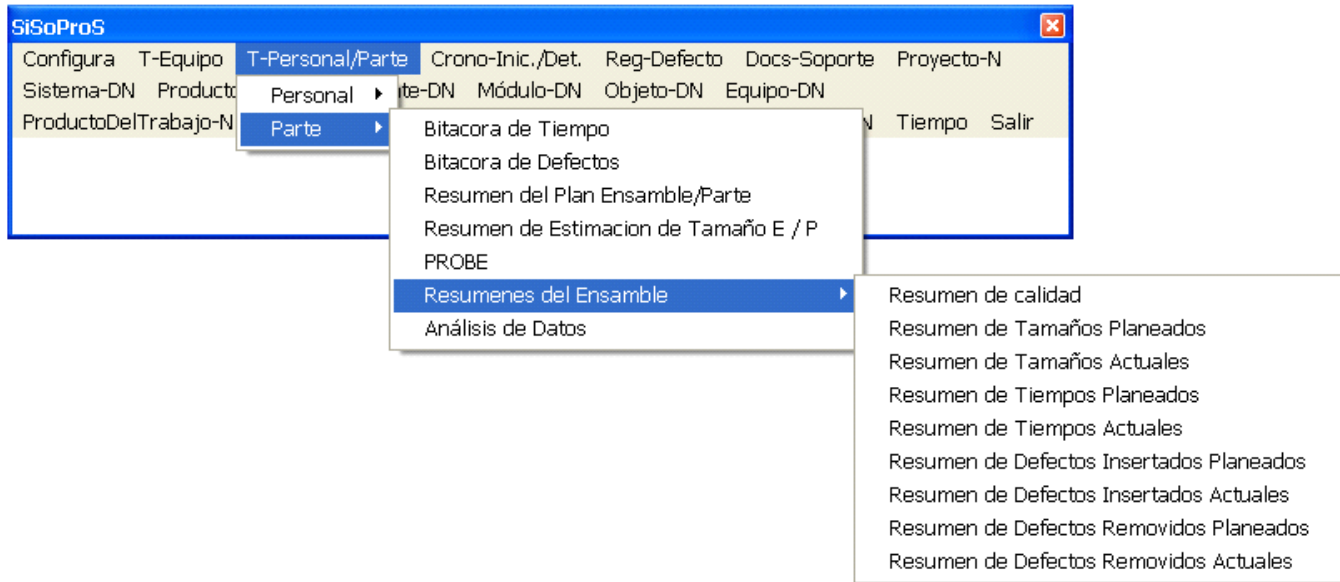 SiSoProS
Configura T-Equipo T-Personal/Parte Crono-Inic./Det. Reg-Defecto Docs-Soporte Proyecto-N
Sistema-DN Módulo-DN Objeto-DN Equipo-DN
ProductoDelTrabajo-N Tiempo Salir
Personal
Parte
Bitacora de Tiempo
Bitacora de Defectos
Resumen del Plan Ensamble/Parte
Resumen de Estimacion de Tamaño E / P
PROBE
Resumenes del Ensamble
Análisis de Datos
Resumen de calidad
Resumen de Tamaños Planeados
Resumen de Tamaños Actuales
Resumen de Tiempos Planeados
Resumen de Tiempos Actuales
Resumen de Defectos Insertados Planeados
Resumen de Defectos Insertados Actuales
Resumen de Defectos Removidos Planeados
Resumen de Defectos Removidos Actuales